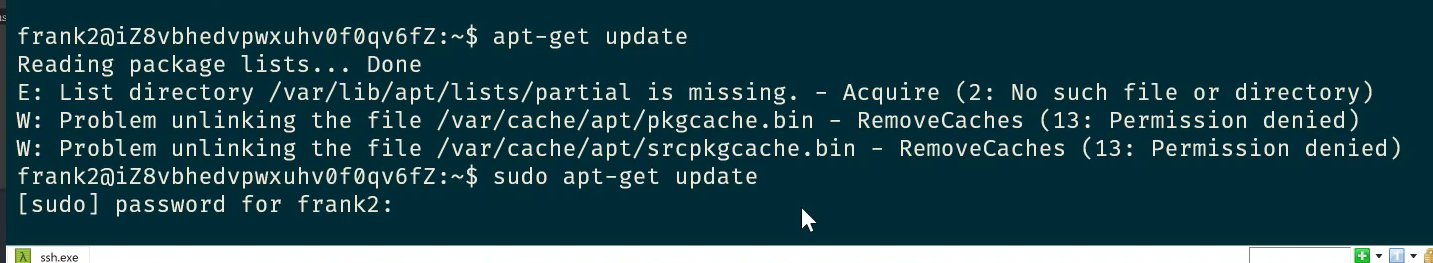 frank2@iZ8vbhedvpwxuhv0f0qv6fZ:~$ apt-get update
Reading package lists... Done
E: List directory /var/lib/apt/lists/partial is missing. - Acquire (2: No such file or directory)
W: Problem unlinking the file /var/cache/apt/pkgcache.bin - RemoveCaches (13: Permission denied)
W: Problem unlinking the file /var/cache/apt/srcpkgcache.bin - RemoveCaches (13: Permission denied)
frank2@iZ8vbhedvpwxuhv0f0qv6fZ:~$ sudo apt-get update
[sudo] password for frank2:
λ ssh.exe